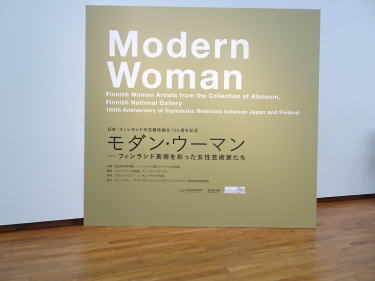 Modern
Woman
Finnish Women Artists from the Collection of Ateneum,
Finnish National Gallery
100th Anniversary of Diplomatic Relations between Japan and Finland
日本・フィンランド外交関係樹立100周年記念
モダン・ウーマン
─フィンランド美術を彩った女性芸術家たち